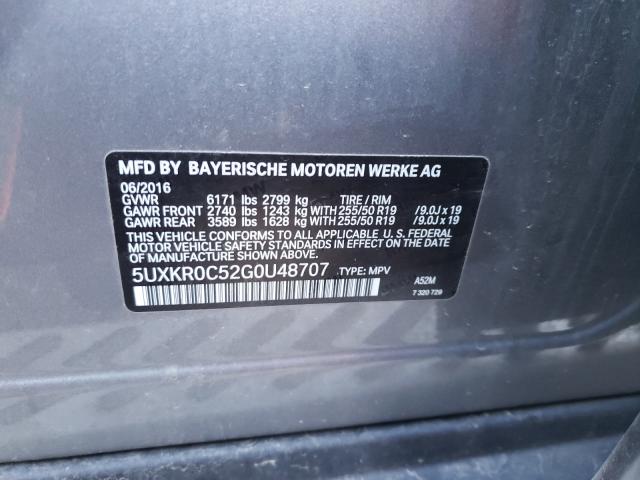 MFD BY BAYERISCHE MOTOREN WERKE AG
06/2016
GVWR 6171 lbs 2799 kg TIRE / RIM
GAWR FRONT 2740 lbs 1243 kg WITH 255/50 R19 /9.0J x 19
GAWR REAR 3589 lbs 1628 kg WITH 255/50 R19 /9.0J x 19
THIS VEHICLE CONFORMS TO ALL APPLICABLE U. S. FEDERAL
MOTOR VEHICLE SAFETY STANDARDS IN EFFECT ON THE DATE
OF MANUFACTURE SHOWN ABOVE.
5UXKR0C52G0U48707 TYPE: MPV
A52M
7 320 729